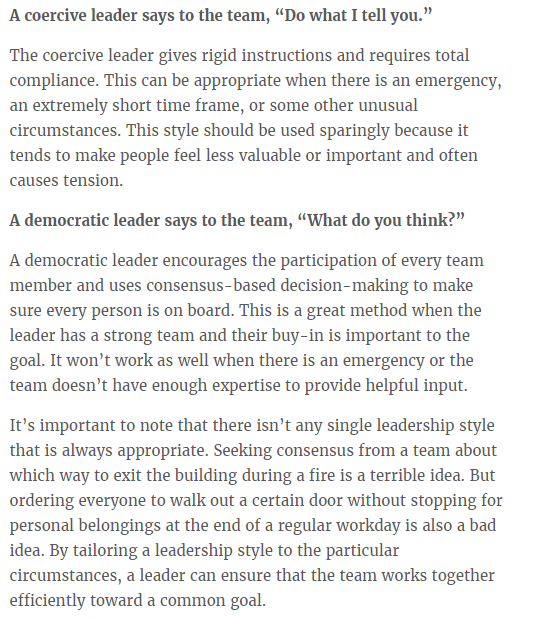 A coercive leader says to the team, “Do what I tell you.”
The coercive leader gives rigid instructions and requires total
compliance. This can be appropriate when there is an emergency,
an extremely short time frame, or some other unusual
circumstances. This style should be used sparingly because it
tends to make people feel less valuable or important and often
causes tension.
A democratic leader says to the team, “What do you think?”
A democratic leader encourages the participation of every team
member and uses consensus-based decision-making to make
sure every person is on board. This is a great method when the
leader has a strong team and their buy-in is important to the
goal. It won’t work as well when there is an emergency or the
team doesn’t have enough expertise to provide helpful input.
It’s important to note that there isn’t any single leadership style
that is always appropriate. Seeking consensus from a team about
which way to exit the building during a fire is a terrible idea. But
ordering everyone to walk out a certain door without stopping for
personal belongings at the end of a regular workday is also a bad
idea. By tailoring a leadership style to the particular
circumstances, a leader can ensure that the team works together
efficiently toward a common goal.